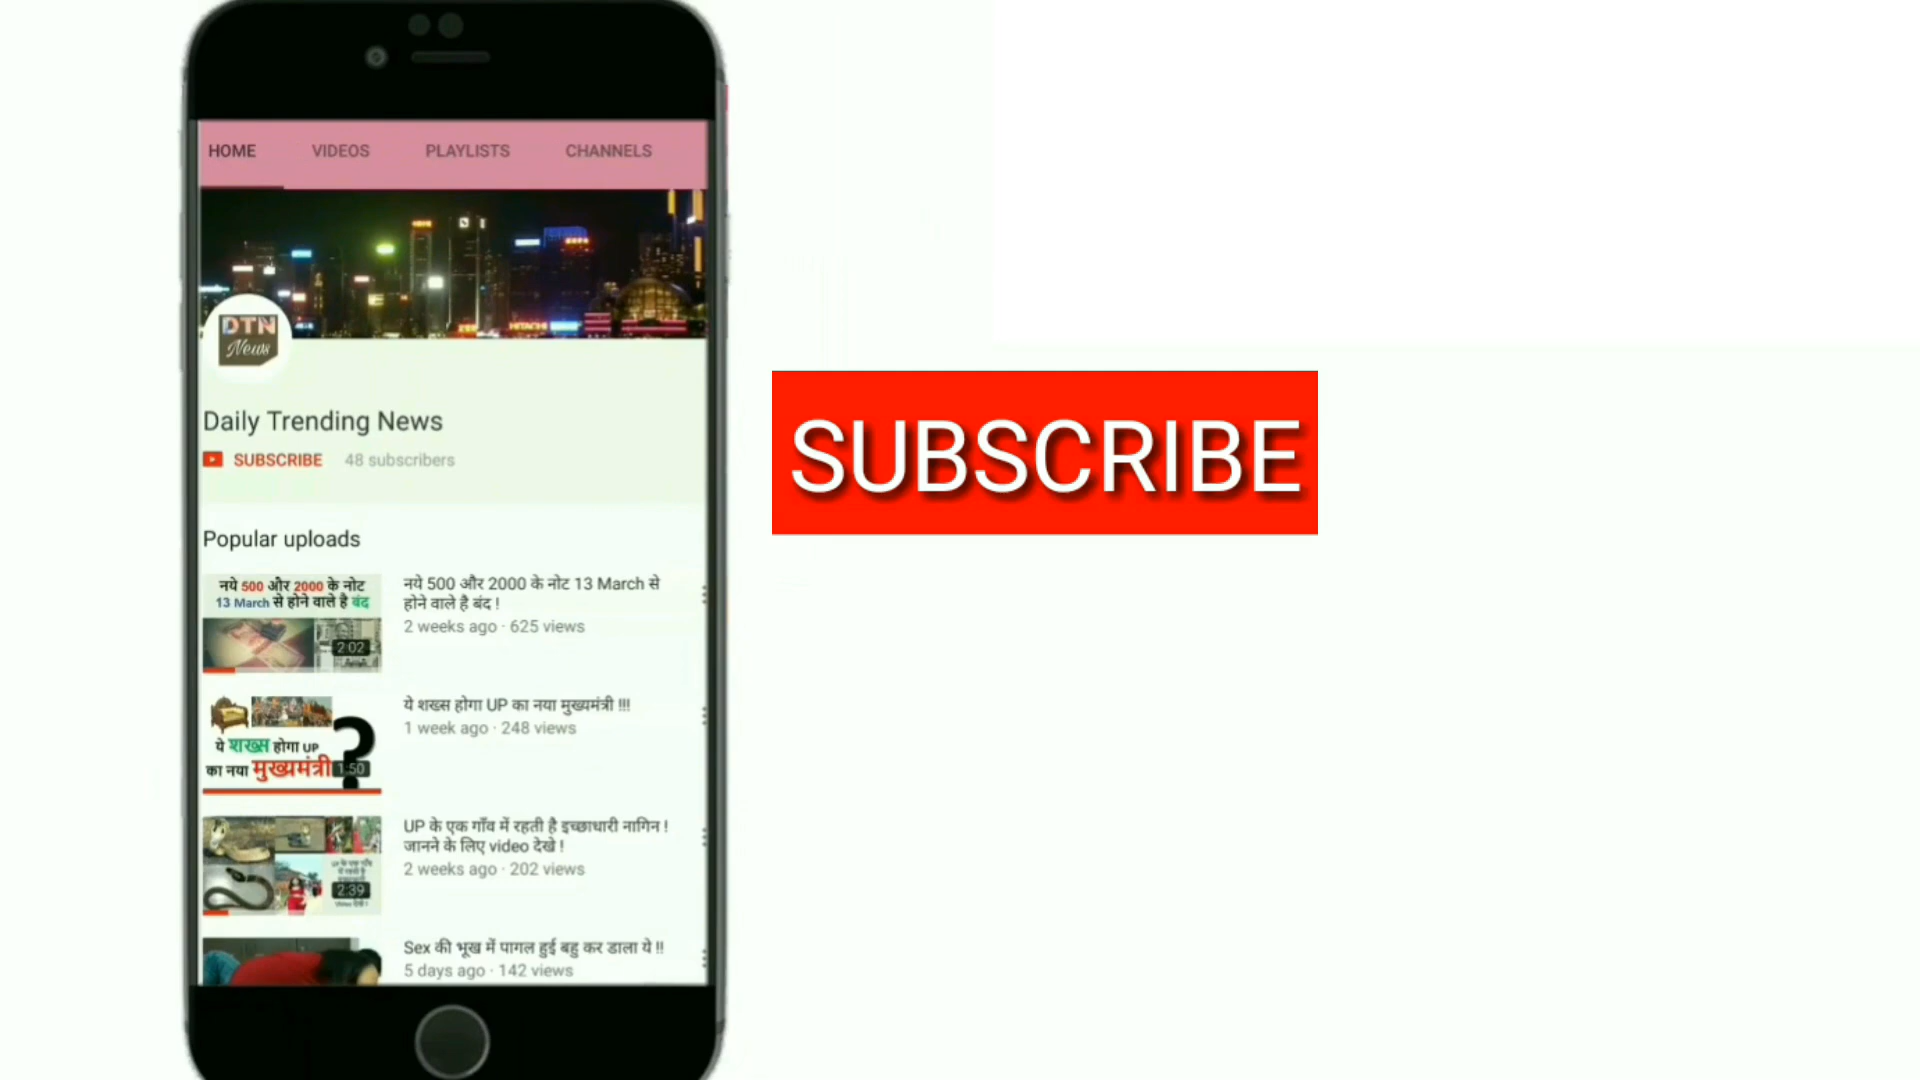 HOME VIDEOS PLAYLISTS CHANNELS
HITACHI
DTN
News
Daily Trending News
SUBSCRIBE 48 subscribers
SUBSCRIBE
Popular uploads
नये 500 और 2000 के नोट
13 March से होने वाले है बंद
2:02
नये 500 और 2000 के नोट 13 March से
होने वाले है बंद !
2 weeks ago · 625 views
ये शख्स होगा UP
का नया मुख्यमंत्री ?
1:50
ये शख्स होगा UP का नया मुख्यमंत्री !!!
1 week ago · 248 views
2:39
UP के एक गाँव में रहती है इच्छाधारी नागिन !
जानने के लिए video देखे !
2 weeks ago · 202 views
Sex की भूख में पागल हुई बहु कर डाला ये !!
5 days ago · 142 views